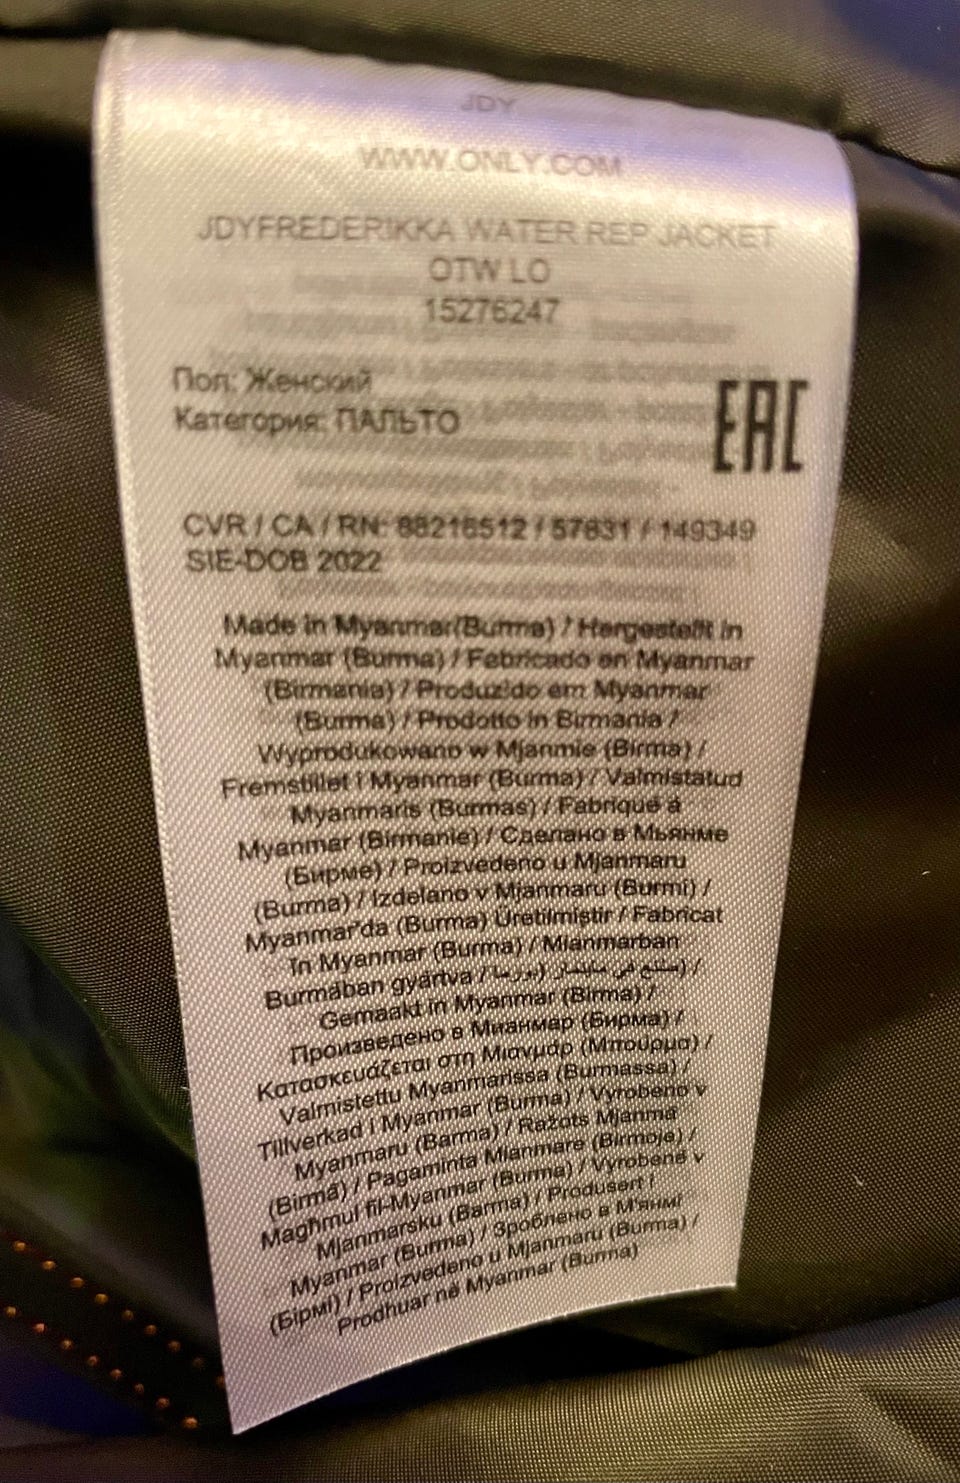 JDY
WWW.ONLY.COM
JDYFREDERIKKA WATER REP JACKET
OTW LO
15276247
Пол: Женский
Категория: ПАЛЬТО
EAC
CVR / CA / RN: 88216512 / 57631 / 149349
SIE-DOB 2022
Made in Myanmar(Burma) / Hergestellt in
Myanmar (Burma) / Fabricado en Myanmar
(Birmania) / Produzido em Myanmar
(Burma) / Prodotto in Birmania /
Wyprodukowano w Mjanmie (Birma) /
Fremstillet i Myanmar (Burma) / Valmistatud
Myanmaris (Burmas) / Fabriqué à
Myanmar (Birmanie) / Сделано в Мьянме
(Бирме) / Proizvedeno u Mjanmaru
(Burma) / Izdelano v Mjanmaru (Burmi) /
Myanmar'da (Burma) Üretilmiştir / Fabricat
în Myanmar (Burma) / Mianmarban
Burmában gyártva / صنع في ميانمار (بورما) /
Gemaakt in Myanmar (Birma) /
Произведено в Мианмар (Бирма) /
Κατασκευάζεται στη Μιανμάρ (Μπούρμα) /
Valmistettu Myanmarissa (Burmassa) /
Tillverkad i Myanmar (Burma) / Vyrobeno v
Myanmaru (Barma) / Ražots Mjanma
(Birmā) / Pagaminta Mianmare (Birmoje) /
Magħmul fil-Myanmar (Burma) / Vyrobené v
Mjanmarsku (Barma) / Produsert i
Myanmar (Burma) / Зроблено в М'янмі
(Бірмі) / Proizvedeno u Mjanmaru (Burma) /
Prodhuar në Myanmar (Burma)